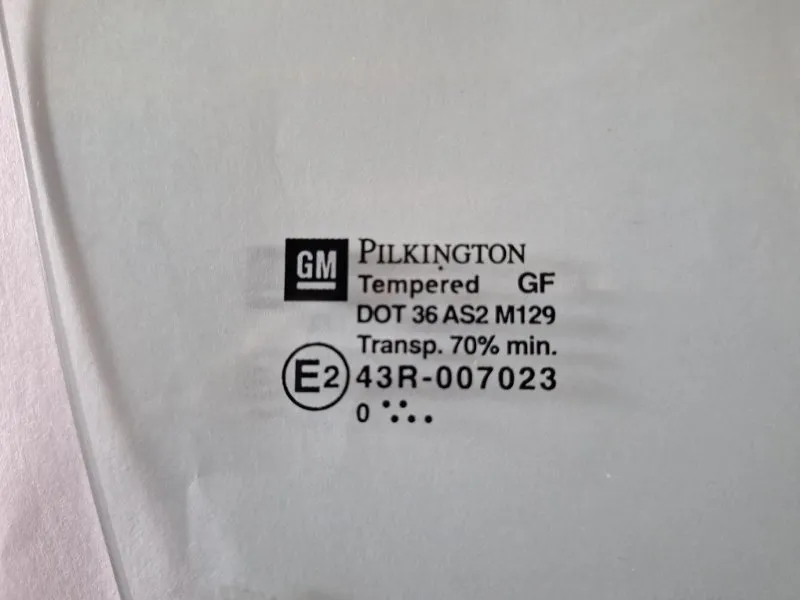 GM PILKINGTON
Tempered GF
DOT 36 AS2 M129
Transp. 70% min.
E2 43R-007023
0